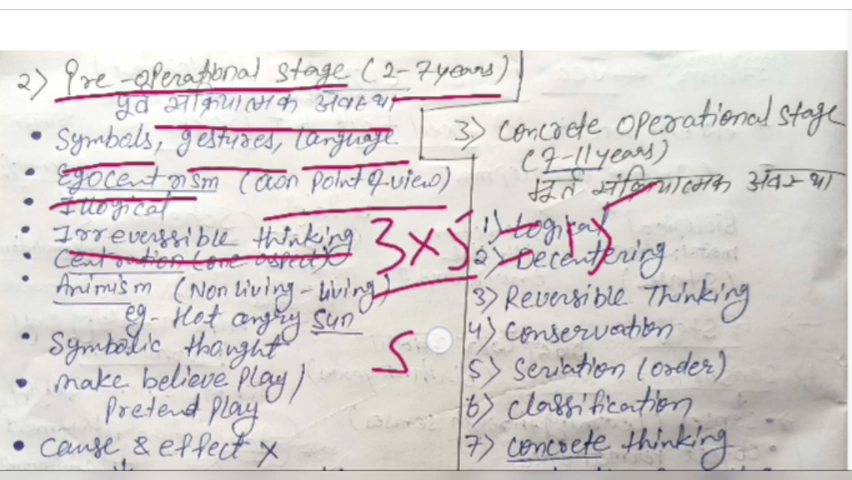 2) Pre-operational stage (2-7 years)
पूर्व संक्रियात्मक अवस्था
• Symbols, gestures, language
• Egocentrism (own point of view)
• Illogical
• Irreverssible thinking
• Centration (one aspect)
• Animism (Non living - living)
eg- Hot angry sun
• Symbolic thought
• make believe play/
Pretend play
• cause & effect x
3 x 5
5
3) Concrete operational stage
(7-11 years)
मूर्त संक्रियात्मक अवस्था
1) Logical
2) Decentering
3) Reversible Thinking
4) Conservation
5) Seriation (order)
6) classification
7) concrete thinking